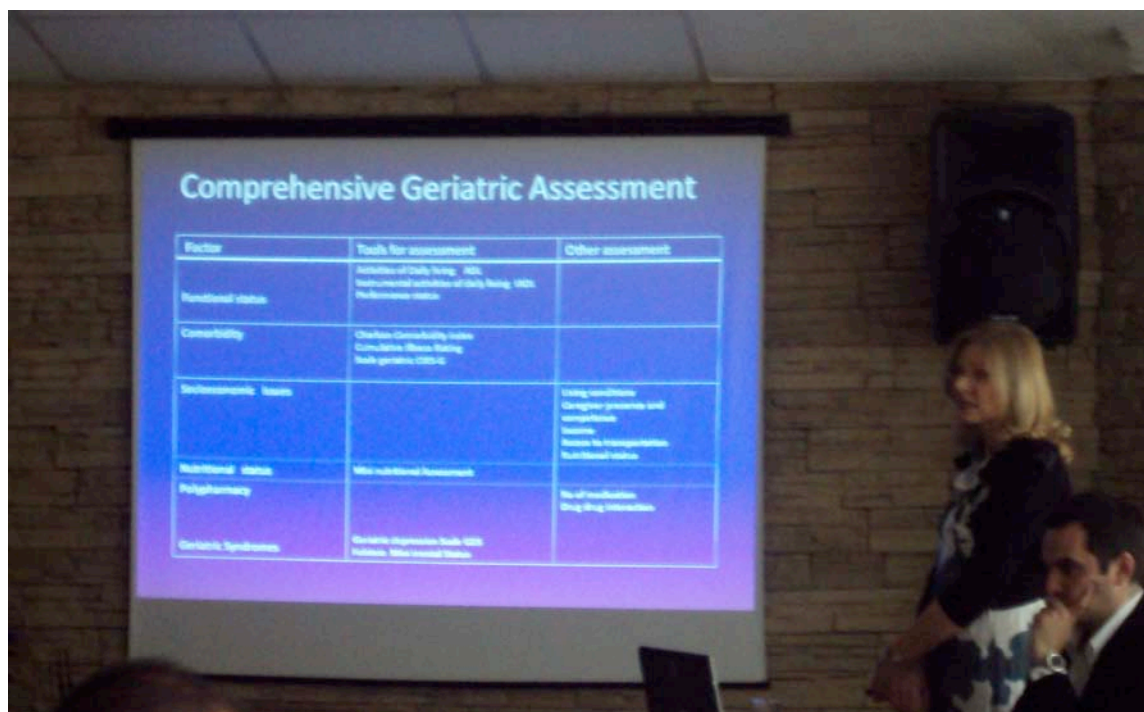 Comprehensive Geriatric Assessment
Factor Tools for assessment Other assessment
Functional status
Activities of Daily living ADL
Instrumental activities of daily living IADL
Performance status
Comorbidity
Charlson Comorbidity Index
Cumulative Illness Rating
Scale geriatric CIRS-G
Socioeconomic Issues
Living conditions
Caregiver presence and
competence
Income
Access to transportation
Nutritional status
Nutritional status Mini nutritional Assessment
Polypharmacy
No of medication
Drug drug interaction
Geriatric Syndromes
Geriatric Depression Scale GDS
Folstein Mini mental Status